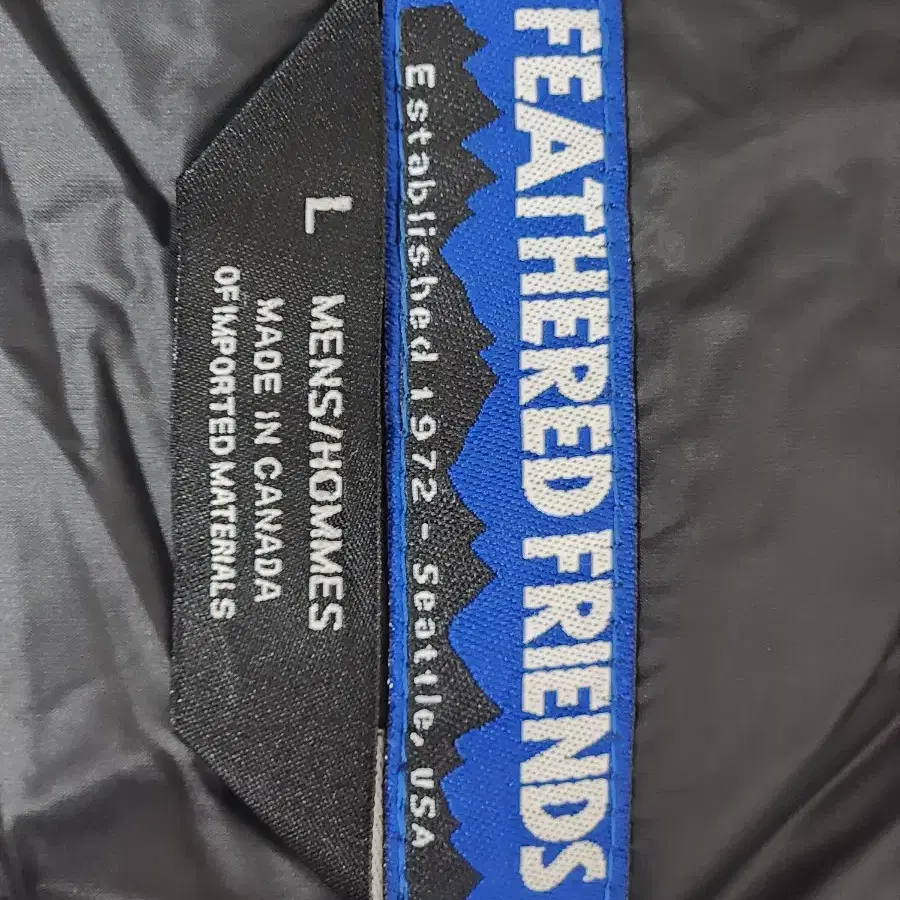 FEATHERED FRIENDS
Established 1972 - Seattle, USA
L
MENS/HOMMES
MADE IN CANADA
OF IMPORTED MATERIALS